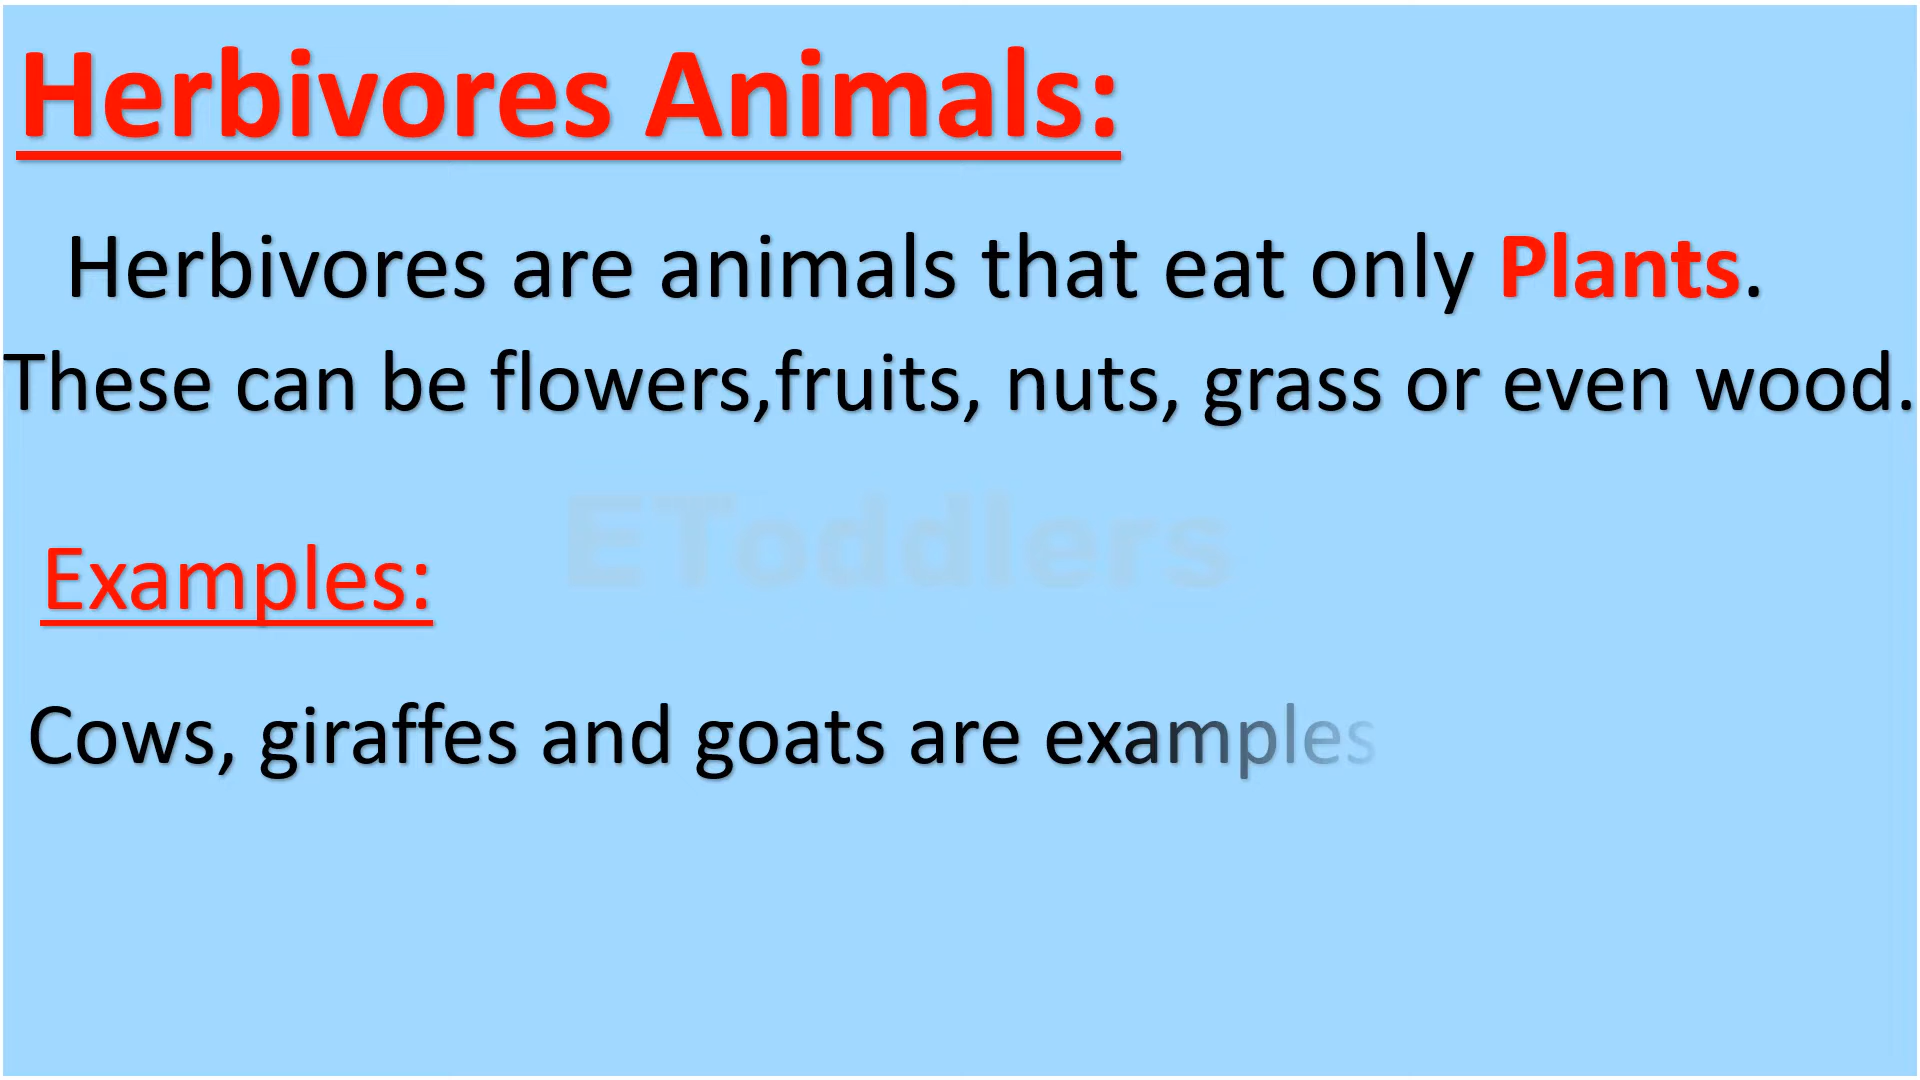 Herbivores Animals:
Herbivores are animals that eat only Plants.
These can be flowers,fruits, nuts, grass or even wood.
EToddlers
Examples:
Cows, giraffes and goats are examples